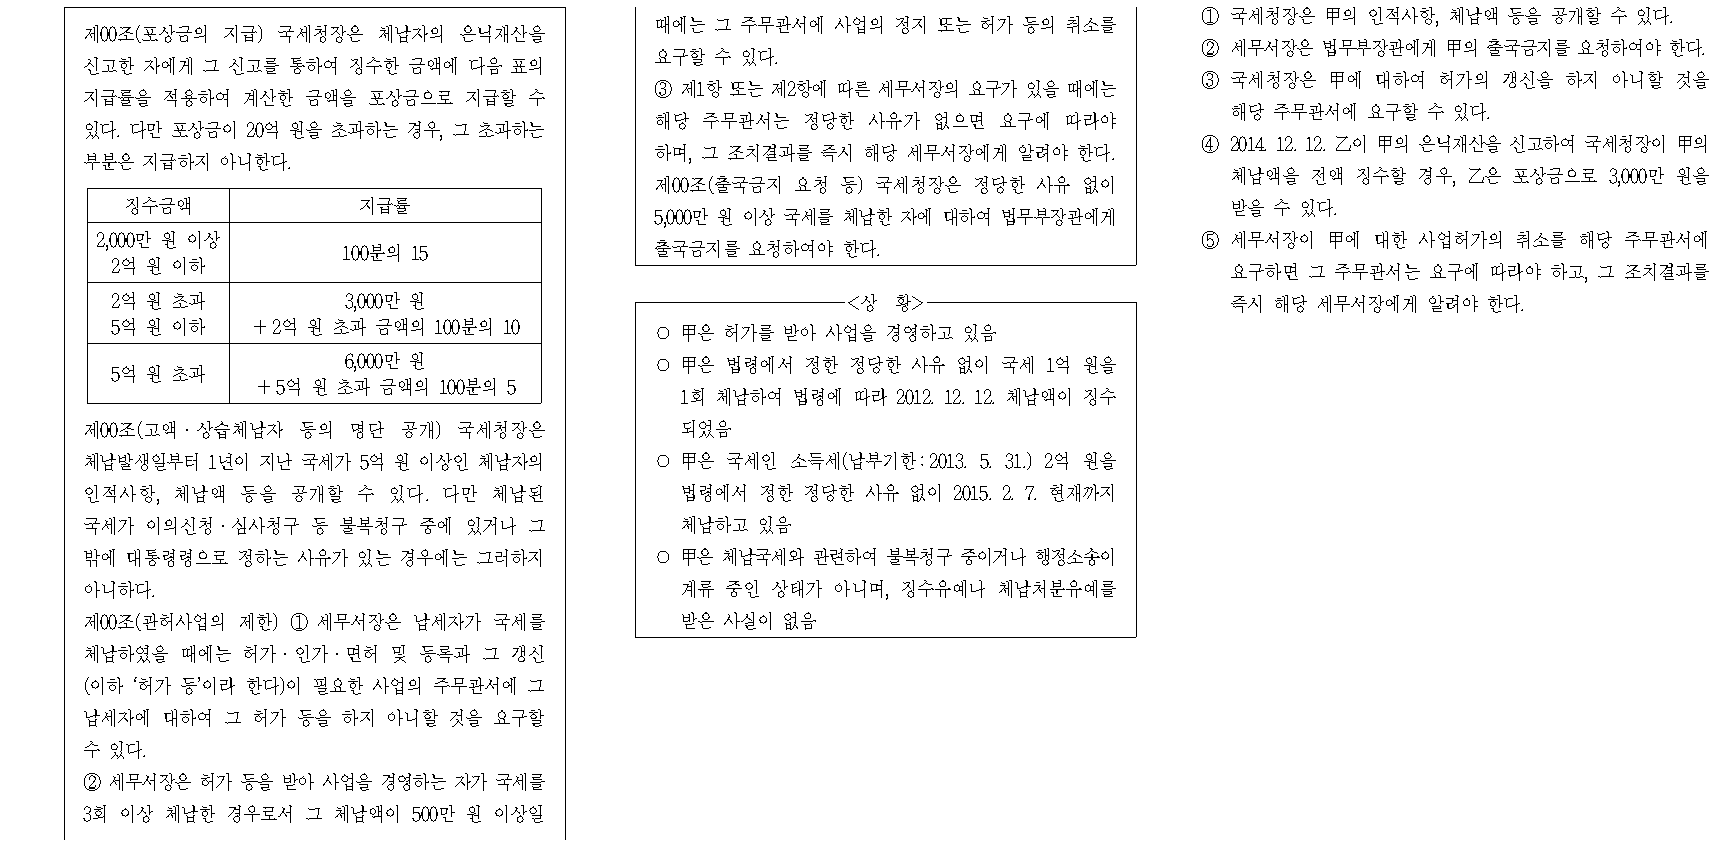 제00조(포상금의 지급) 국세청장은 체납자의 은닉재산을
신고한 자에게 그 신고를 통하여 징수한 금액에 다음 표의
지급률을 적용하여 계산한 금액을 포상금으로 지급할 수
있다. 다만 포상금이 20억 원을 초과하는 경우, 그 초과하는
부분은 지급하지 아니한다.
징수금액 지급률
2,000만 원 이상
2억 원 이하
100분의 15
2억 원 초과
5억 원 이하
3,000만 원
+ 2억 원 초과 금액의 100분의 10
5억 원 초과
6,000만 원
+ 5억 원 초과 금액의 100분의 5
제00조(고액·상습체납자 등의 명단 공개) 국세청장은
체납발생일부터 1년이 지난 국세가 5억 원 이상인 체납자의
인적사항, 체납액 등을 공개할 수 있다. 다만 체납된
국세가 이의신청·심사청구 등 불복청구 중에 있거나 그
밖에 대통령령으로 정하는 사유가 있는 경우에는 그러하지
아니하다.
제00조(관허사업의 제한) ① 세무서장은 납세자가 국세를
체납하였을 때에는 허가·인가·면허 및 등록과 그 갱신
(이하 ‘허가 등’이라 한다)이 필요한 사업의 주무관서에 그
납세자에 대하여 그 허가 등을 하지 아니할 것을 요구할
수 있다.
② 세무서장은 허가 등을 받아 사업을 경영하는 자가 국세를
3회 이상 체납한 경우로서 그 체납액이 500만 원 이상일
때에는 그 주무관서에 사업의 정지 또는 허가 등의 취소를
요구할 수 있다.
③ 제1항 또는 제2항에 따른 세무서장의 요구가 있을 때에는
해당 주무관서는 정당한 사유가 없으면 요구에 따라야
하며, 그 조치결과를 즉시 해당 세무서장에게 알려야 한다.
제00조(출국금지 요청 등) 국세청장은 정당한 사유 없이
5,000만 원 이상 국세를 체납한 자에 대하여 법무부장관에게
출국금지를 요청하여야 한다.
<상 황>
○ 甲은 허가를 받아 사업을 경영하고 있음
○ 甲은 법령에서 정한 정당한 사유 없이 국세 1억 원을
1회 체납하여 법령에 따라 2012. 12. 12. 체납액이 징수
되었음
○ 甲은 국세인 소득세(납부기한:2013. 5. 31.) 2억 원을
법령에서 정한 정당한 사유 없이 2015. 2. 7. 현재까지
체납하고 있음
○ 甲은 체납국세와 관련하여 불복청구 중이거나 행정소송이
계류 중인 상태가 아니며, 징수유예나 체납처분유예를
받은 사실이 없음
① 국세청장은 甲의 인적사항, 체납액 등을 공개할 수 있다.
② 세무서장은 법무부장관에게 甲의 출국금지를 요청하여야 한다.
③ 국세청장은 甲에 대하여 허가의 갱신을 하지 아니할 것을
해당 주무관서에 요구할 수 있다.
④ 2014. 12. 12. 乙이 甲의 은닉재산을 신고하여 국세청장이 甲의
체납액을 전액 징수할 경우, 乙은 포상금으로 3,000만 원을
받을 수 있다.
⑤ 세무서장이 甲에 대한 사업허가의 취소를 해당 주무관서에
요구하면 그 주무관서는 요구에 따라야 하고, 그 조치결과를
즉시 해당 세무서장에게 알려야 한다.